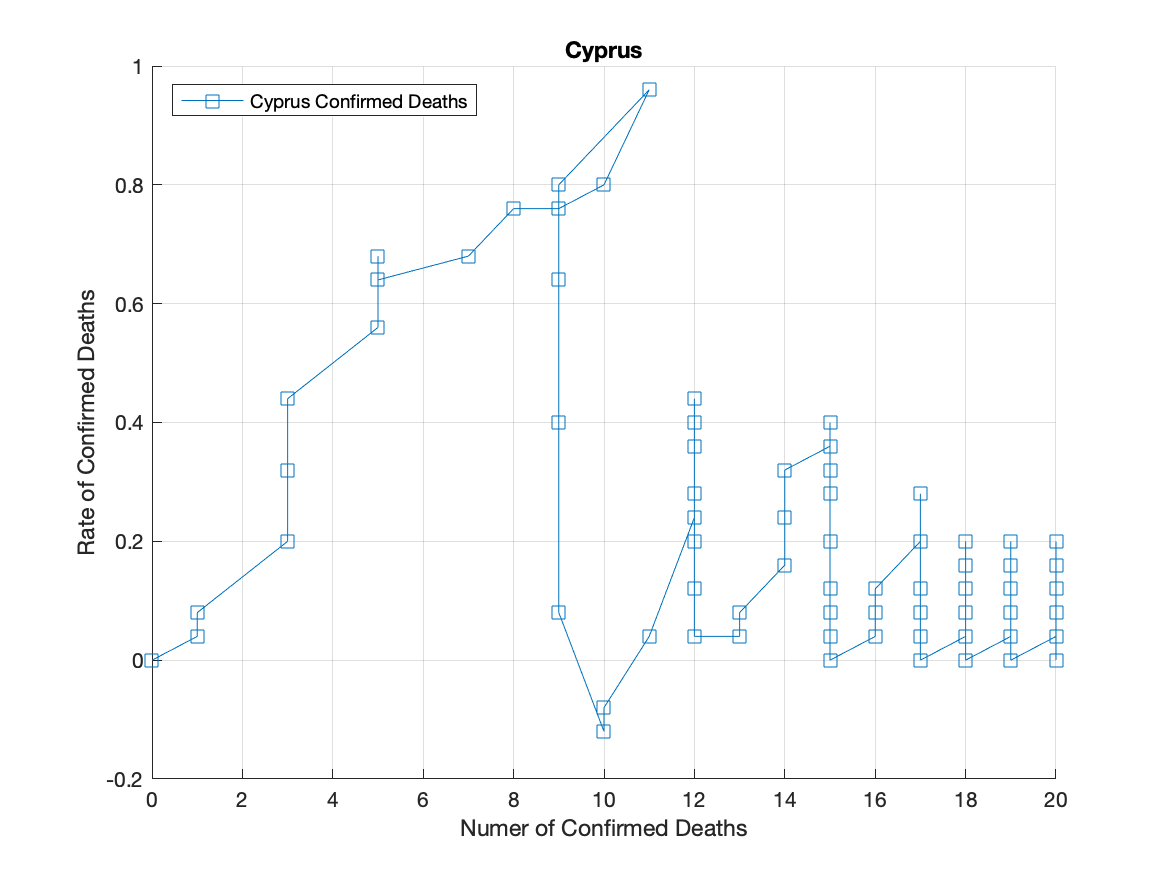 Cyprus
Cyprus Confirmed Deaths
Rate of Confirmed Deaths
1
0.8
0.6
0.4
0.2
0
-0.2
0 2 4 6 8 10 12 14 16 18 20
Numer of Confirmed Deaths